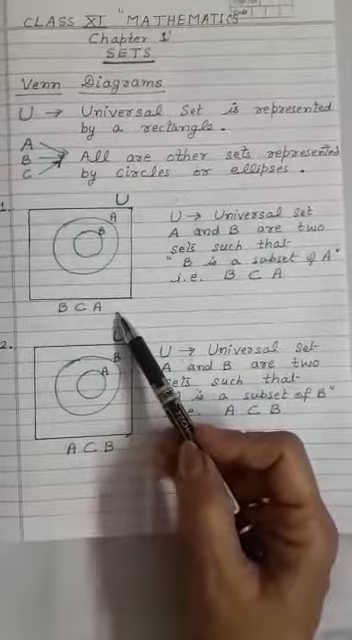 CLASS XI "MATHEMATICS
Chapter 1
SETS
Venn Diagrams
U → Universal Set is represented
by a rectangle.
A
B
C
All are other sets represented
by circles or ellipses.
1.
U
A
B
B ⊂ A
U → Universal Set
A and B are two
sets such that
"B is a subset of A"
i.e. B ⊂ A
2.
U
B
A
A ⊂ B
U → Universal Set
A and B are two
sets such that
is a subset of B"
A ⊂ B